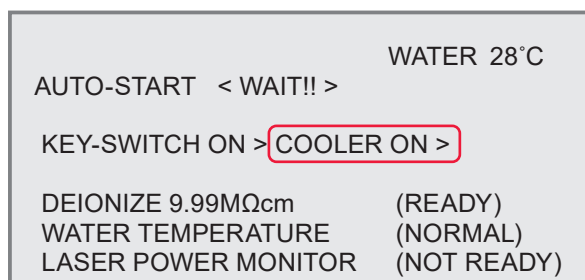 WATER 28°C
AUTO-START < WAIT!! >
KEY-SWITCH ON > COOLER ON >
DEIONIZE 9.99MΩcm (READY)
WATER TEMPERATURE (NORMAL)
LASER POWER MONITOR (NOT READY)